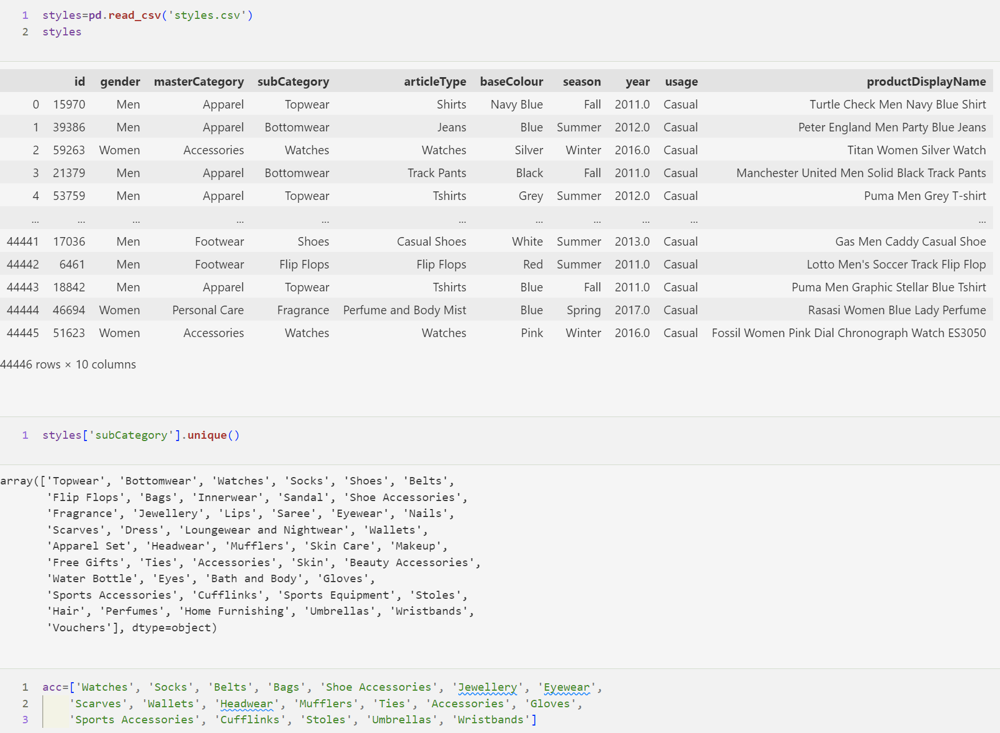 1 styles=pd.read_csv('styles.csv')
2 styles
id gender masterCategory subCategory articleType baseColour season year usage productDisplayName
0 15970 Men Apparel Topwear Shirts Navy Blue Fall 2011.0 Casual Turtle Check Men Navy Blue Shirt
1 39386 Men Apparel Bottomwear Jeans Blue Summer 2012.0 Casual Peter England Men Party Blue Jeans
2 59263 Women Accessories Watches Watches Silver Winter 2016.0 Casual Titan Women Silver Watch
3 21379 Men Apparel Bottomwear Track Pants Black Fall 2011.0 Casual Manchester United Men Solid Black Track Pants
4 53759 Men Apparel Topwear Tshirts Grey Summer 2012.0 Casual Puma Men Grey T-shirt
... ... ... ... ... ... ... ... ... ... ...
44441 17036 Men Footwear Shoes Casual Shoes White Summer 2013.0 Casual Gas Men Caddy Casual Shoe
44442 6461 Men Footwear Flip Flops Flip Flops Red Summer 2011.0 Casual Lotto Men's Soccer Track Flip Flop
44443 18842 Men Apparel Topwear Tshirts Blue Fall 2011.0 Casual Puma Men Graphic Stellar Blue Tshirt
44444 46694 Women Personal Care Fragrance Perfume and Body Mist Blue Spring 2017.0 Casual Rasasi Women Blue Lady Perfume
44445 51623 Women Accessories Watches Watches Pink Winter 2016.0 Casual Fossil Women Pink Dial Chronograph Watch ES3050
44446 rows × 10 columns
1 styles['subCategory'].unique()
array(['Topwear', 'Bottomwear', 'Watches', 'Socks', 'Shoes', 'Belts',
'Flip Flops', 'Bags', 'Innerwear', 'Sandal', 'Shoe Accessories',
'Fragrance', 'Jewellery', 'Lips', 'Saree', 'Eyewear', 'Nails',
'Scarves', 'Dress', 'Loungewear and Nightwear', 'Wallets',
'Apparel Set', 'Headwear', 'Mufflers', 'Skin Care', 'Makeup',
'Free Gifts', 'Ties', 'Accessories', 'Skin', 'Beauty Accessories',
'Water Bottle', 'Eyes', 'Bath and Body', 'Gloves',
'Sports Accessories', 'Cufflinks', 'Sports Equipment', 'Stoles',
'Hair', 'Perfumes', 'Home Furnishing', 'Umbrellas', 'Wristbands',
'Vouchers'], dtype=object)
1 acc=['Watches', 'Socks', 'Belts', 'Bags', 'Shoe Accessories', 'Jewellery', 'Eyewear',
2 'Scarves', 'Wallets', 'Headwear', 'Mufflers', 'Ties', 'Accessories', 'Gloves',
3 'Sports Accessories', 'Cufflinks', 'Stoles', 'Umbrellas', 'Wristbands']